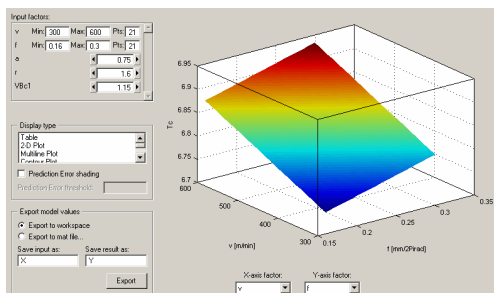 Input factors:
v Min: 300 Max: 600 Pts: 21
f Min: 0.16 Max: 0.3 Pts: 21
a 0.75
r 1.6
VBc1 1.15
Display type
Table
2-D Plot
Multiline Plot
Contour Plot
Prediction Error shading
Prediction Error threshold:
Export model values
Export to workspace
Export to mat file...
Save input as: Save result as:
X Y
Export
6.95
6.9
6.85
6.8
6.75
6.7
Tc
600
500
400
300
v [m/min]
0.15
0.2
0.25
0.3
0.35
f [mm/2Pirad]
X-axis factor: Y-axis factor:
v f